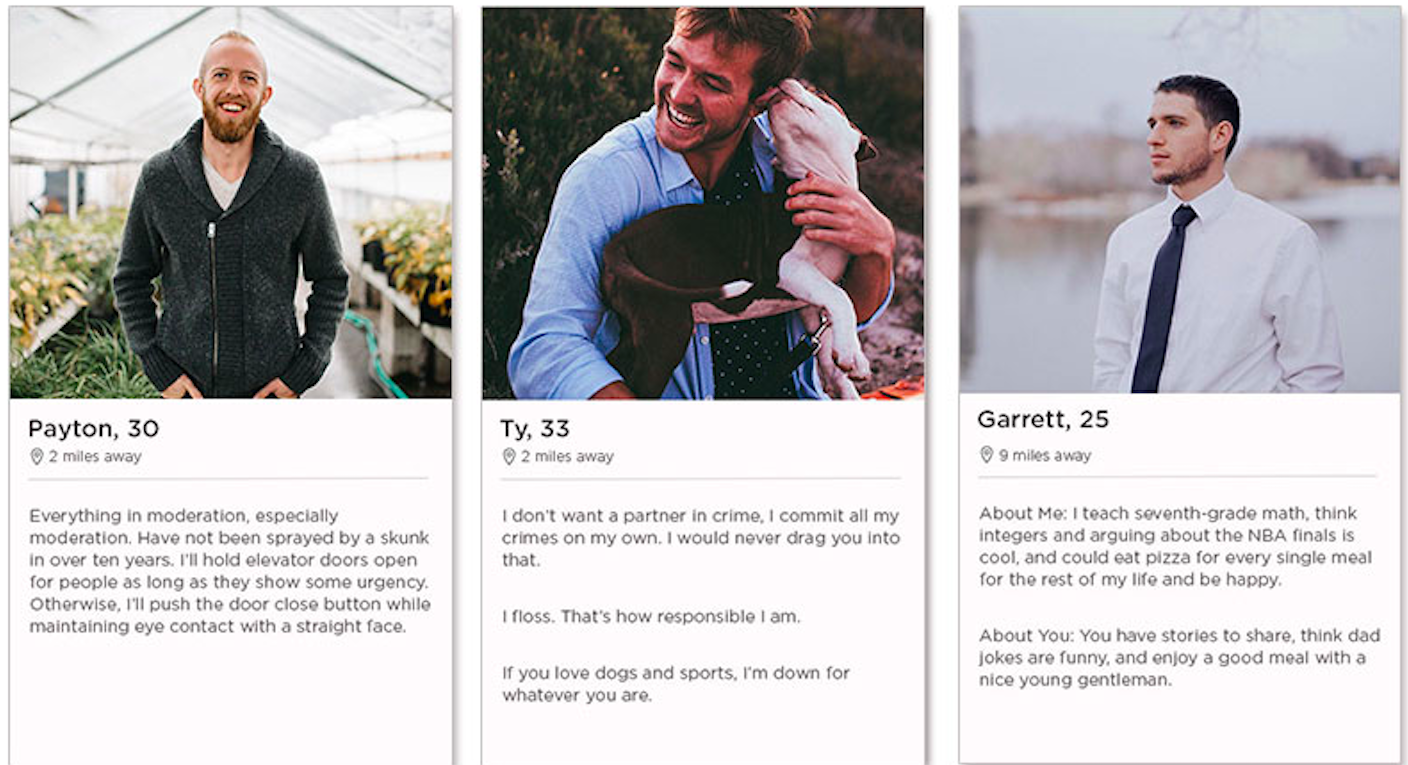 Payton, 30
2 miles away
Everything in moderation, especially
moderation. Have not been sprayed by a skunk
in over ten years. I'll hold elevator doors open
for people as long as they show some urgency.
Otherwise, I'll push the door close button while
maintaining eye contact with a straight face.
Ty, 33
2 miles away
I don't want a partner in crime, I commit all my
crimes on my own. I would never drag you into
that.
I floss. That's how responsible I am.
If you love dogs and sports, I'm down for
whatever you are.
Garrett, 25
9 miles away
About Me: I teach seventh-grade math, think
integers and arguing about the NBA finals is
cool, and could eat pizza for every single meal
for the rest of my life and be happy.
About You: You have stories to share, think dad
jokes are funny, and enjoy a good meal with a
nice young gentleman.